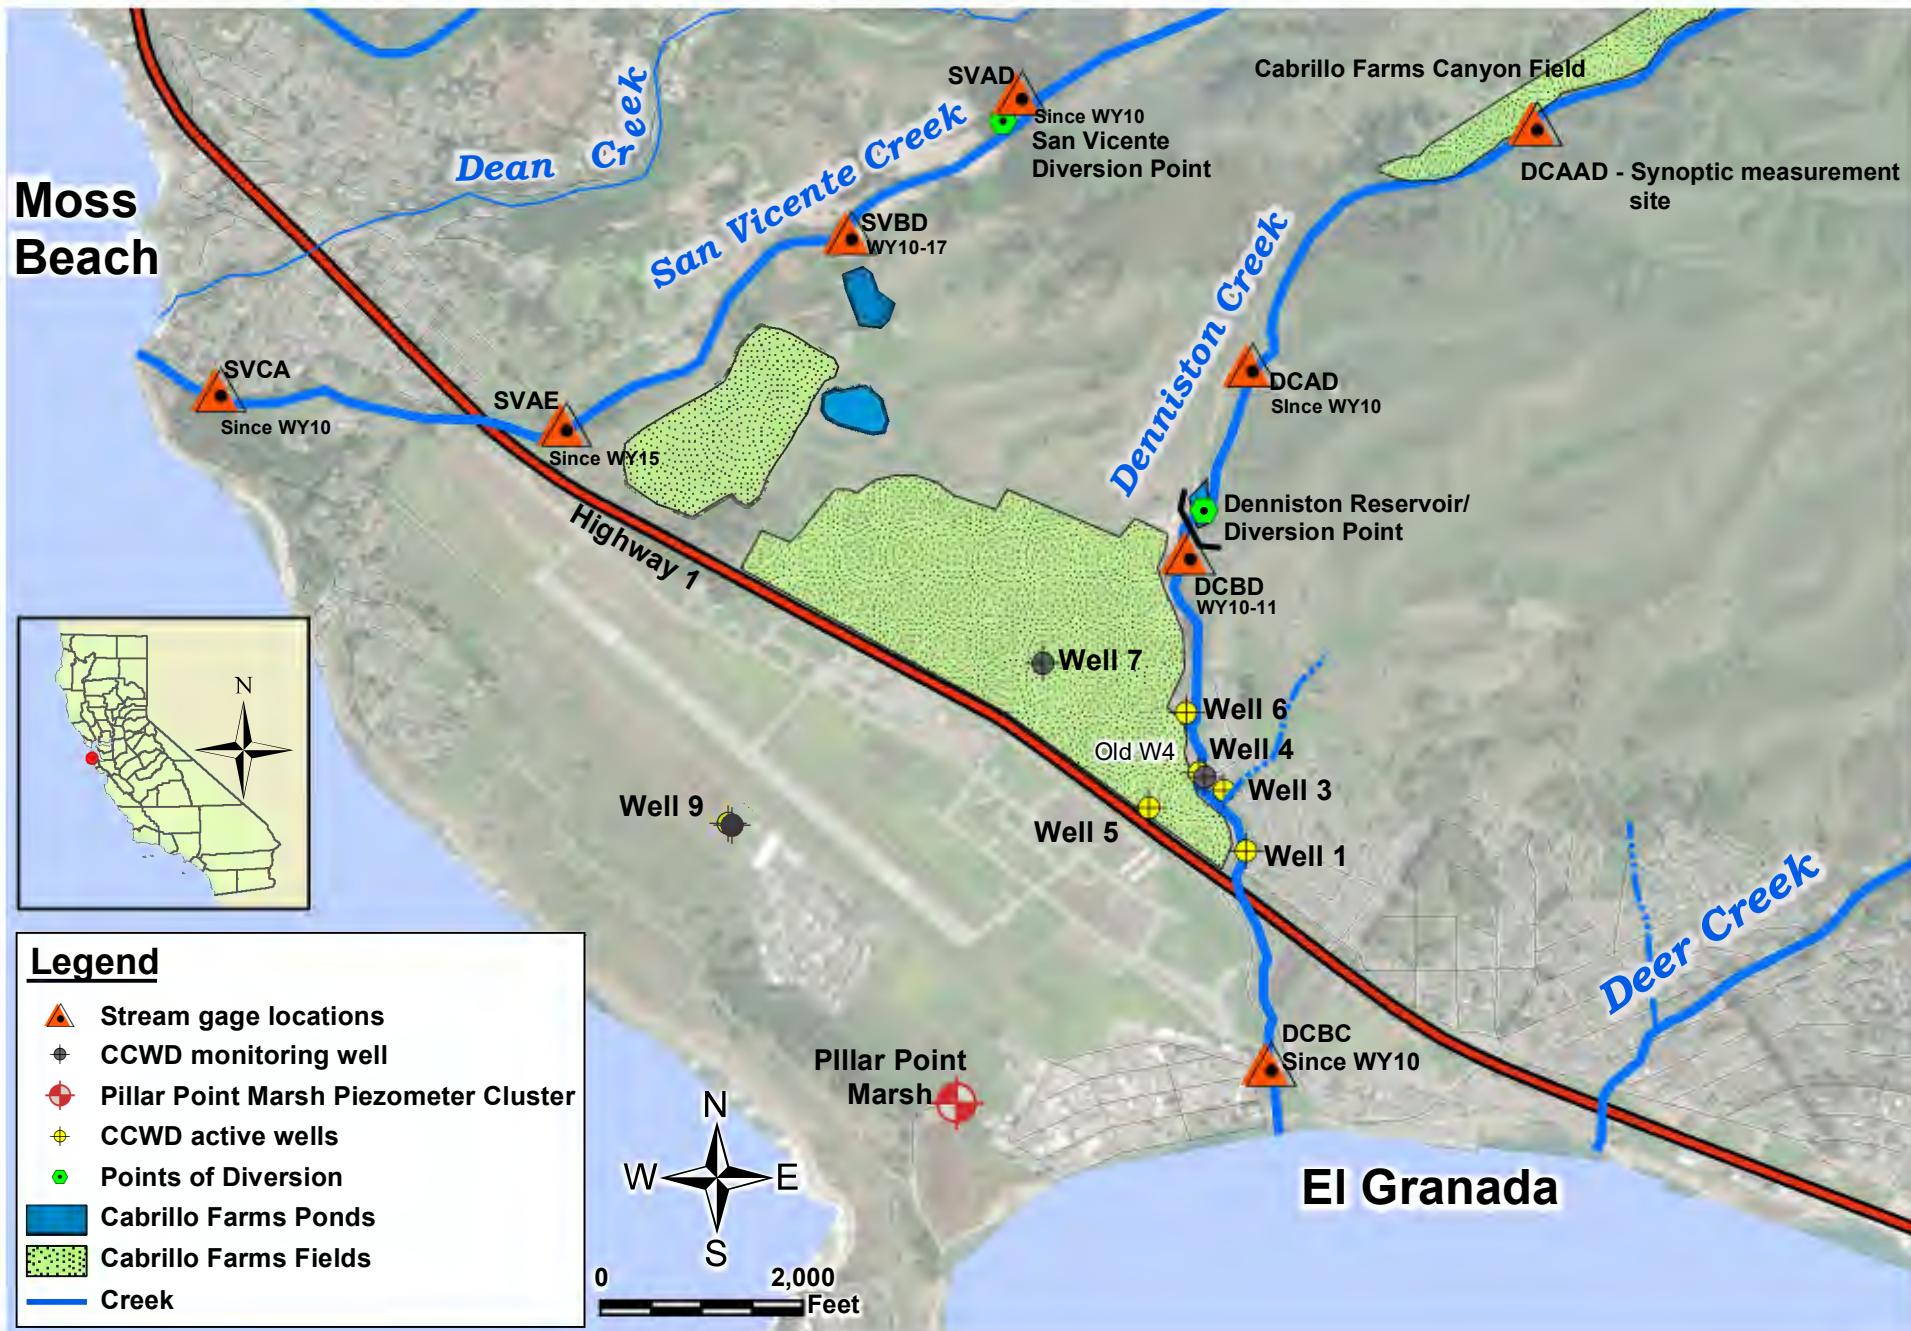 Cabrillo Farms Canyon Field
SVAD
Since WY10
San Vicente
Diversion Point
DCAAD - Synoptic measurement
site
Dean Creek
San Vicente Creek
Moss
Beach
SVBD
WY10-17
Denniston Creek
SVCA
Since WY10
SVAE
Since WY15
DCAD
SInce WY10
Denniston Reservoir/
Diversion Point
Highway 1
DCBD
WY10-11
Well 7
Well 6
Old W4
Well 4
Well 3
Well 9
Well 5
Well 1
Deer Creek
N
DCBC
Since WY10
PIllar Point
Marsh
El Granada
Legend
Stream gage locations
CCWD monitoring well
Pillar Point Marsh Piezometer Cluster
CCWD active wells
Points of Diversion
Cabrillo Farms Ponds
Cabrillo Farms Fields
Creek
N
W E
S
0 2,000
Feet